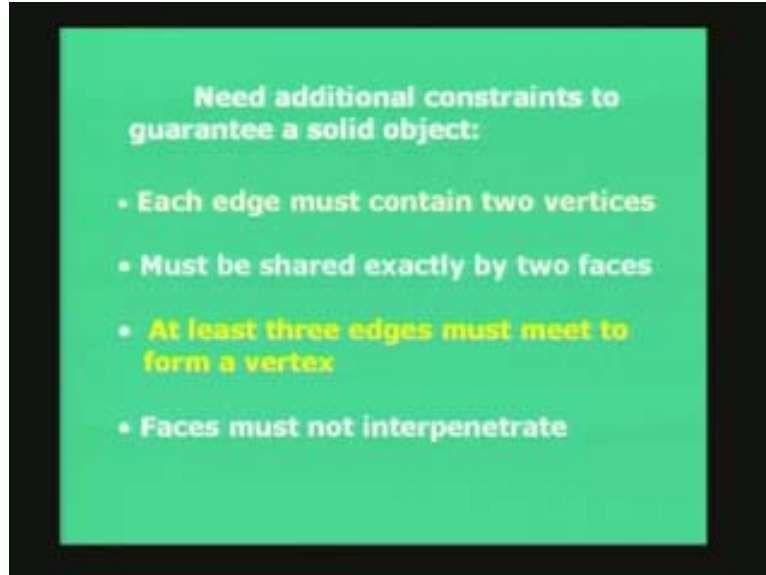 Need additional constraints to
guarantee a solid object:
• Each edge must contain two vertices
• Must be shared exactly by two faces
• At least three edges must meet to
form a vertex
• Faces must not interpenetrate